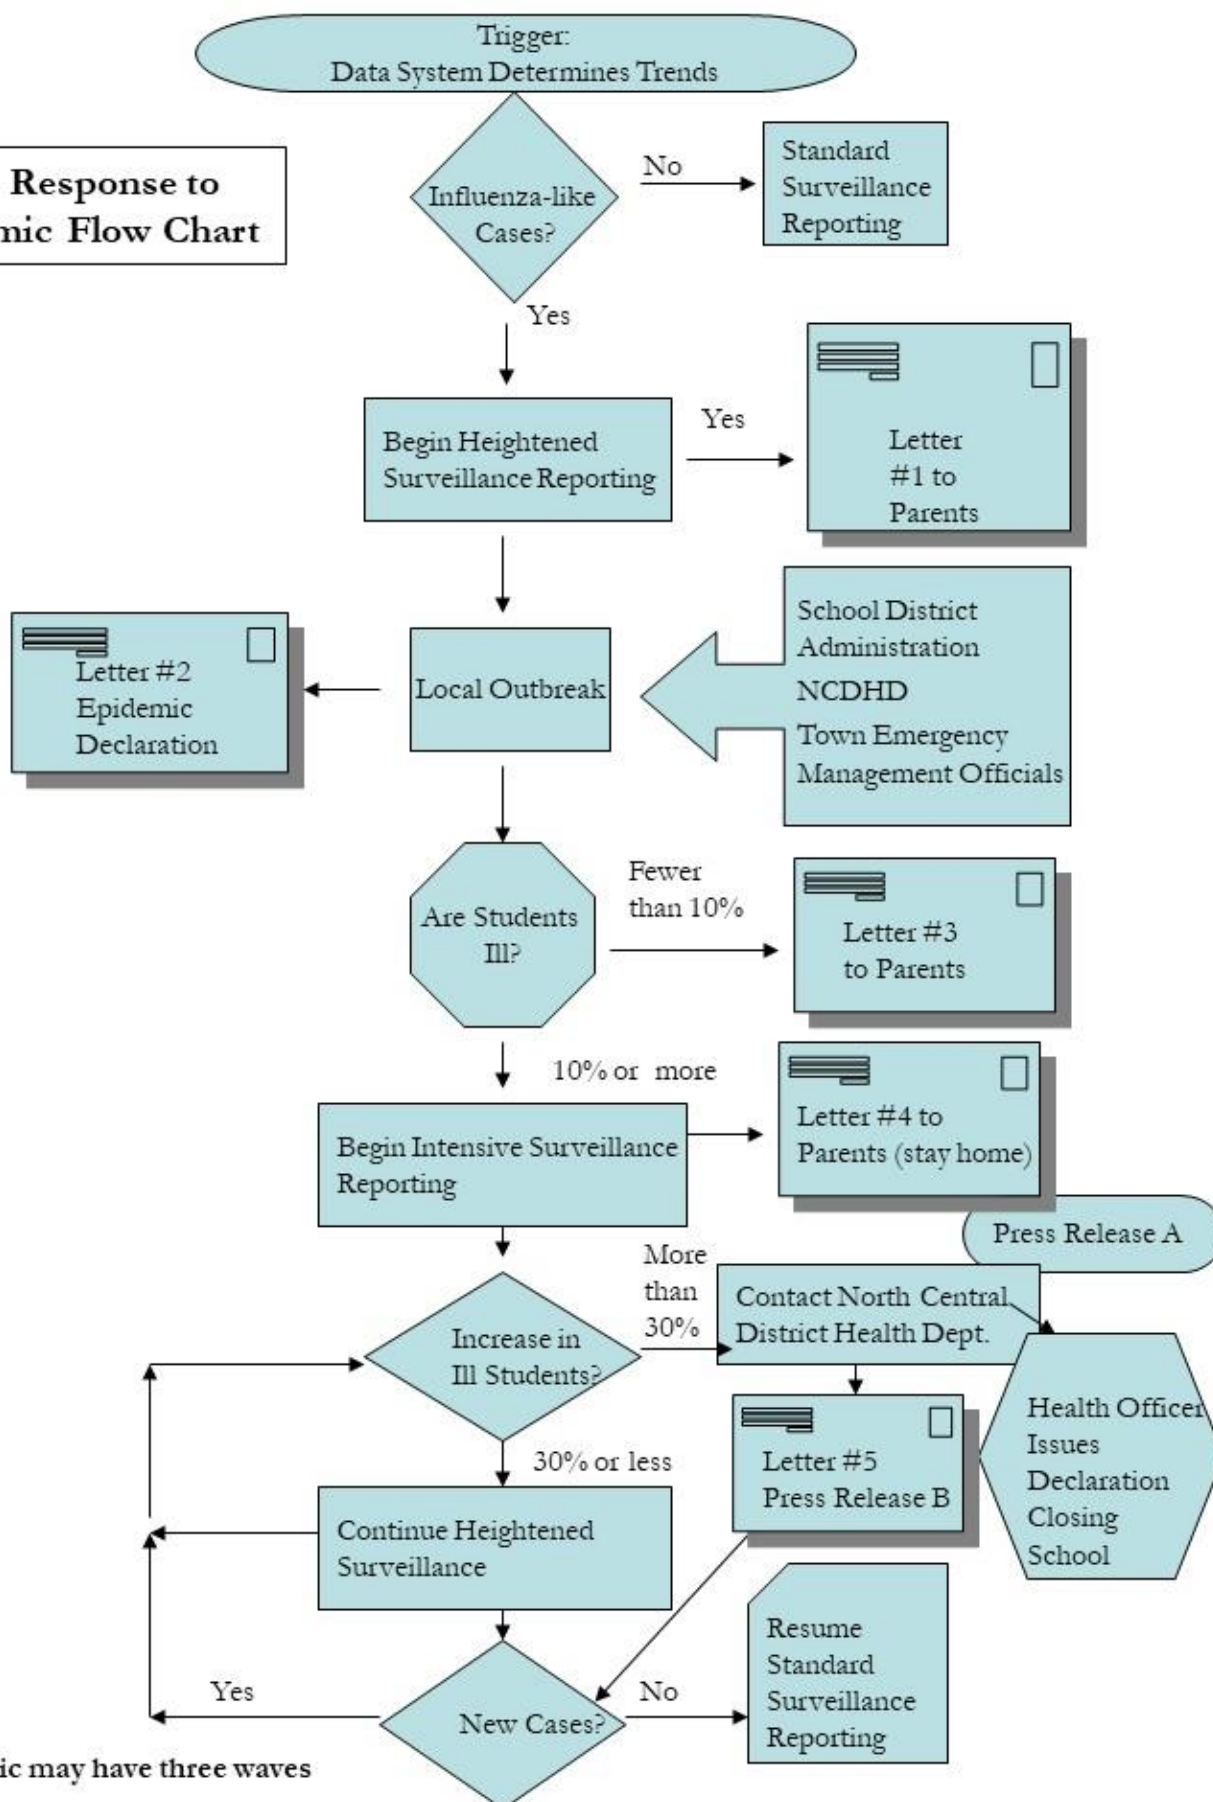 Trigger:
Data System Determines Trends
Response to
mic Flow Chart
Influenza-like
Cases?
No
Standard
Surveillance
Reporting
Yes
Begin Heightened
Surveillance Reporting
Yes
Letter
#1 to
Parents
Letter #2
Epidemic
Declaration
Local Outbreak
School District
Administration
NCDHD
Town Emergency
Management Officials
Are Students
Ill?
Fewer
than 10%
Letter #3
to Parents
10% or more
Begin Intensive Surveillance
Reporting
Letter #4 to
Parents (stay home)
Press Release A
Increase in
Ill Students?
More
than
30%
Contact North Central
District Health Dept.
Health Officer
Issues
Declaration
Closing
School
30% or less
Letter #5
Press Release B
Continue Heightened
Surveillance
Yes
New Cases?
No
Resume
Standard
Surveillance
Reporting
ic may have three waves